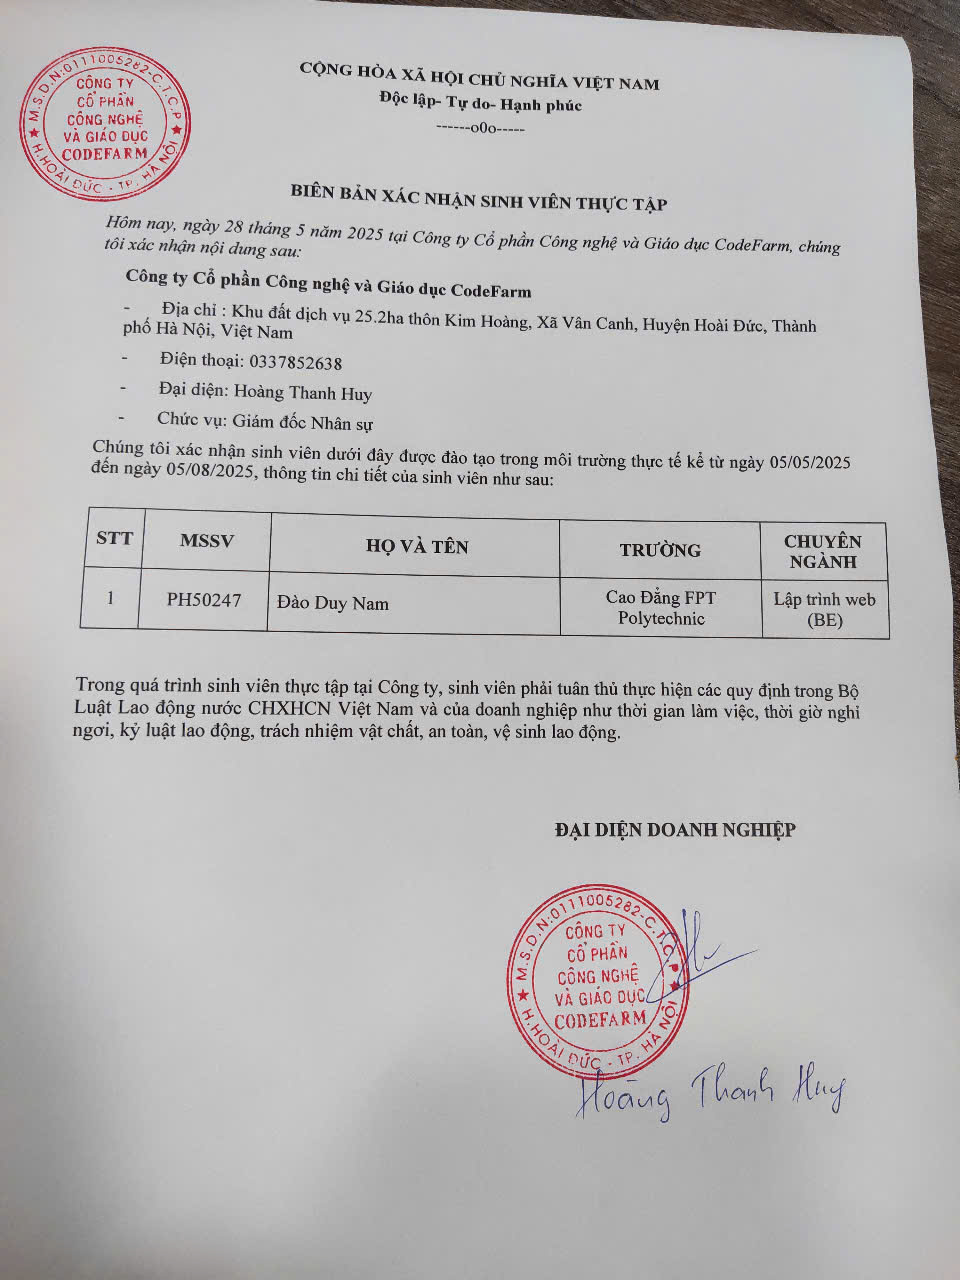 M.S.D.N:0111005282-C.T.C.P
CÔNG TY
CỔ PHẦN
CÔNG NGHỆ
VÀ GIÁO DỤC
CODEFARM
H.HOÀI ĐỨC - TP. HÀ NỘI
CỘNG HÒA XÃ HỘI CHỦ NGHĨA VIỆT NAM
Độc lập- Tự do- Hạnh phúc
------o0o-----
BIÊN BẢN XÁC NHẬN SINH VIÊN THỰC TẬP
Hôm nay, ngày 28 tháng 5 năm 2025 tại Công ty Cổ phần Công nghệ và Giáo dục CodeFarm, chúng
tôi xác nhận nội dung sau:
Công ty Cổ phần Công nghệ và Giáo dục CodeFarm
- Địa chỉ : Khu đất dịch vụ 25.2ha thôn Kim Hoàng, Xã Vân Canh, Huyện Hoài Đức, Thành
phố Hà Nội, Việt Nam
- Điện thoại: 0337852638
- Đại diện: Hoàng Thanh Huy
- Chức vụ: Giám đốc Nhân sự
Chúng tôi xác nhận sinh viên dưới đây được đào tạo trong môi trường thực tế kể từ ngày 05/05/2025
đến ngày 05/08/2025, thông tin chi tiết của sinh viên như sau:
STT MSSV HỌ VÀ TÊN TRƯỜNG CHUYÊN NGÀNH
1 PH50247 Đào Duy Nam Cao Đẳng FPT Polytechnic Lập trình web (BE)
Trong quá trình sinh viên thực tập tại Công ty, sinh viên phải tuân thủ thực hiện các quy định trong Bộ
Luật Lao động nước CHXHCN Việt Nam và của doanh nghiệp như thời gian làm việc, thời giờ nghỉ
ngơi, kỷ luật lao động, trách nhiệm vật chất, an toàn, vệ sinh lao động.
ĐẠI DIỆN DOANH NGHIỆP
M.S.D.N:0111005282-C.T.C.P
CÔNG TY
CỔ PHẦN
CÔNG NGHỆ
VÀ GIÁO DỤC
CODEFARM
H.HOÀI ĐỨC - TP. HÀ NỘI
Hoàng Thanh Huy